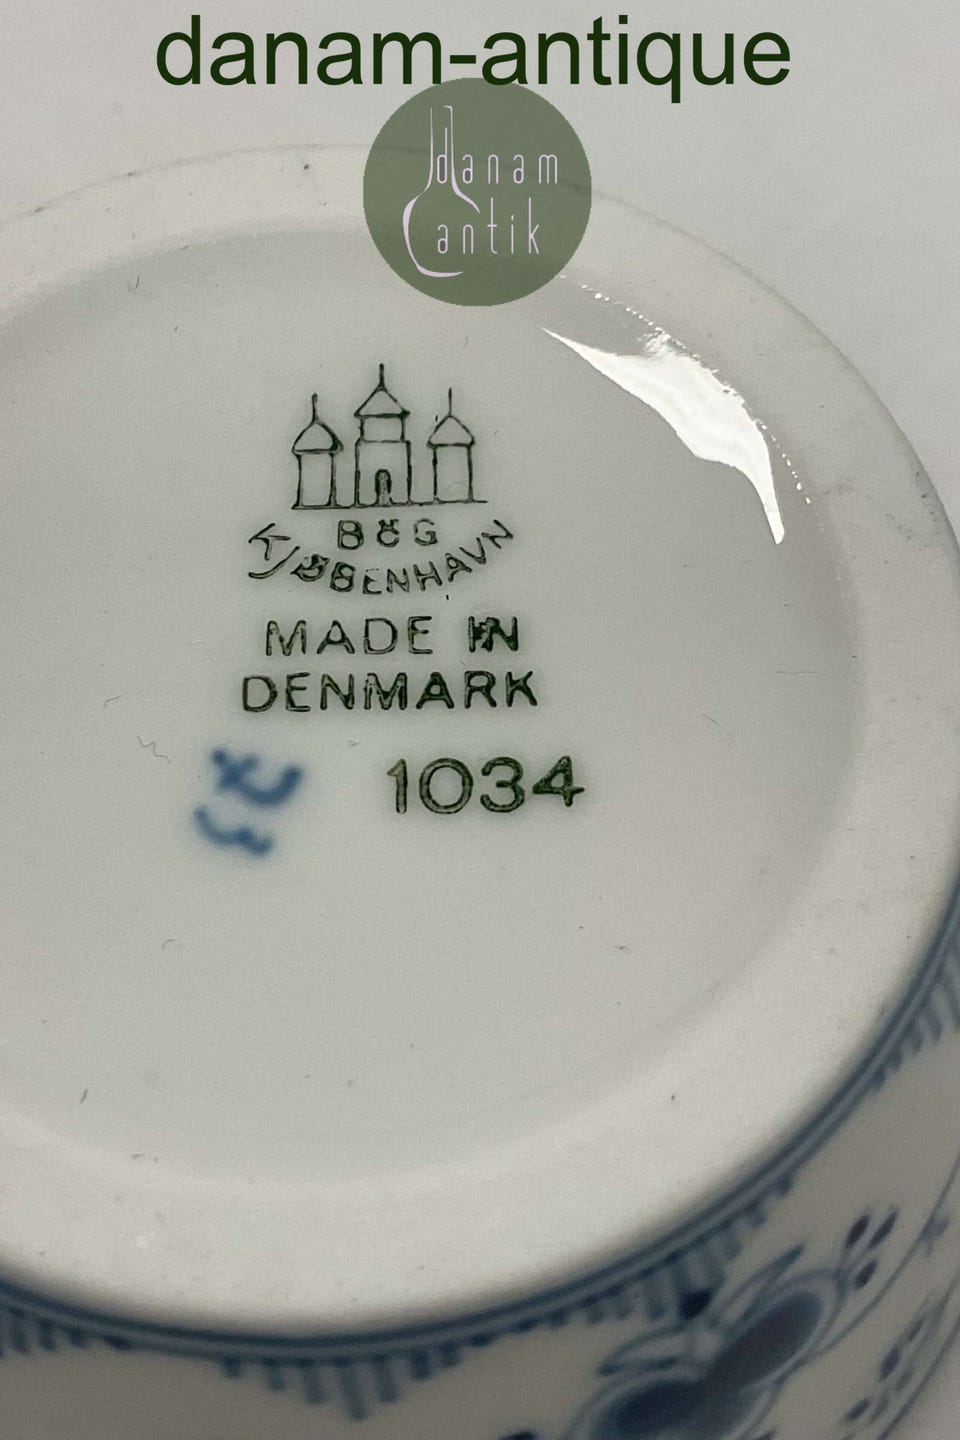 danam-antique
danam
antik
B&G
KJØBENHAVN
MADE IN
DENMARK
1034